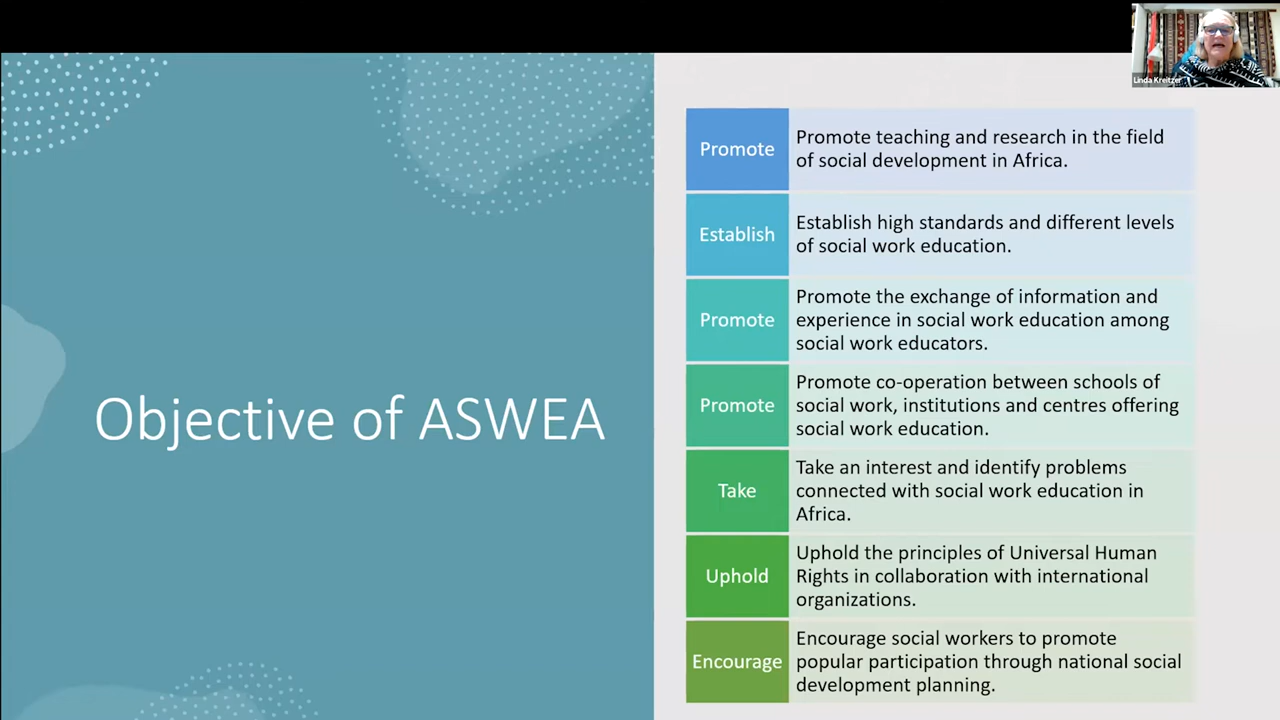 Linda Kreitzer
Objective of ASWEA
Promote
Promote teaching and research in the field
of social development in Africa.
Establish
Establish high standards and different levels
of social work education.
Promote
Promote the exchange of information and
experience in social work education among
social work educators.
Promote
Promote co-operation between schools of
social work, institutions and centres offering
social work education.
Take
Take an interest and identify problems
connected with social work education in
Africa.
Uphold
Uphold the principles of Universal Human
Rights in collaboration with international
organizations.
Encourage
Encourage social workers to promote
popular participation through national social
development planning.